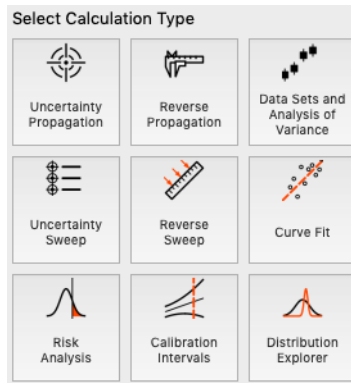 Select Calculation Type
Uncertainty
Propagation
Reverse
Propagation
Data Sets and
Analysis of
Variance
Uncertainty
Sweep
Reverse
Sweep
Curve Fit
Risk
Analysis
Calibration
Intervals
Distribution
Explorer